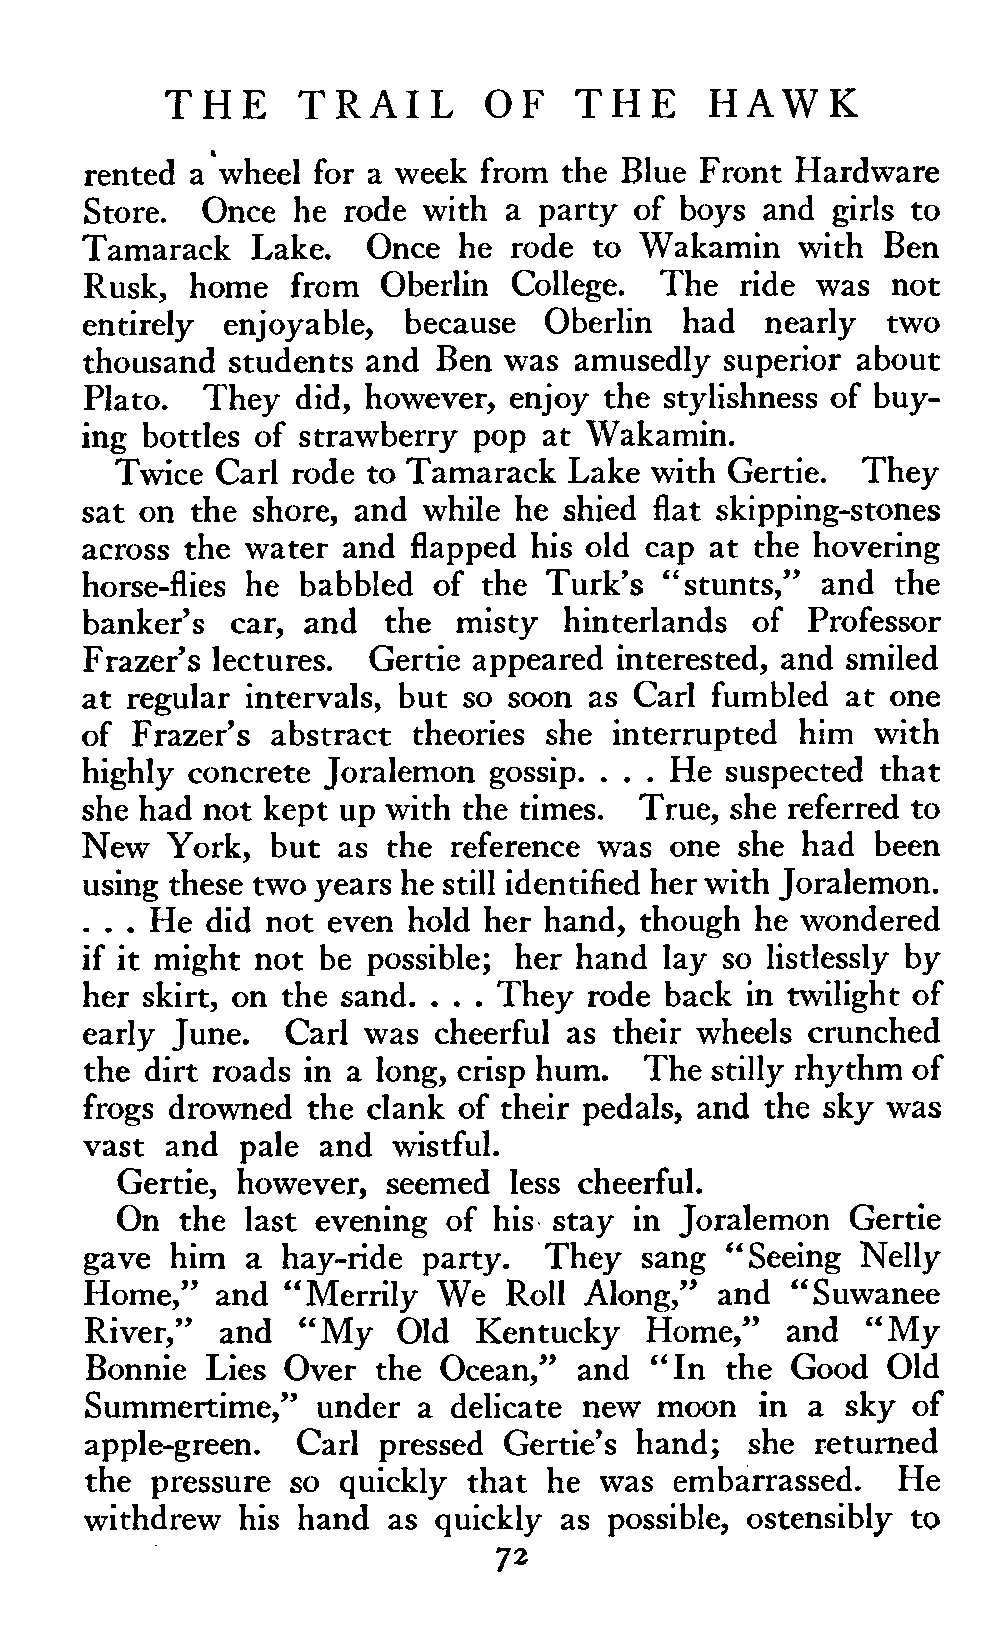 THE TRAIL OF THE HAWK
rented a wheel for a week from the Blue Front Hardware
Store. Once he rode with a party of boys and girls to
Tamarack Lake. Once he rode to Wakamin with Ben
Rusk, home from Oberlin College. The ride was not
entirely enjoyable, because Oberlin had nearly two
thousand students and Ben was amusedly superior about
Plato. They did, however, enjoy the stylishness of buy-
ing bottles of strawberry pop at Wakamin.
Twice Carl rode to Tamarack Lake with Gertie. They
sat on the shore, and while he shied flat skipping-stones
across the water and flapped his old cap at the hovering
horse-flies he babbled of the Turk's "stunts," and the
banker's car, and the misty hinterlands of Professor
Frazer's lectures. Gertie appeared interested, and smiled
at regular intervals, but so soon as Carl fumbled at one
of Frazer's abstract theories she interrupted him with
highly concrete Joralemon gossip. . . . He suspected that
she had not kept up with the times. True, she referred to
New York, but as the reference was one she had been
using these two years he still identified her with Joralemon.
. . . He did not even hold her hand, though he wondered
if it might not be possible; her hand lay so listlessly by
her skirt, on the sand. . . . They rode back in twilight of
early June. Carl was cheerful as their wheels crunched
the dirt roads in a long, crisp hum. The stilly rhythm of
frogs drowned the clank of their pedals, and the sky was
vast and pale and wistful.
Gertie, however, seemed less cheerful.
On the last evening of his stay in Joralemon Gertie
gave him a hay-ride party. They sang "Seeing Nelly
Home," and "Merrily We Roll Along," and "Suwanee
River," and "My Old Kentucky Home," and "My
Bonnie Lies Over the Ocean," and "In the Good Old
Summertime," under a delicate new moon in a sky of
apple-green. Carl pressed Gertie's hand; she returned
the pressure so quickly that he was embarrassed. He
withdrew his hand as quickly as possible, ostensibly to
72